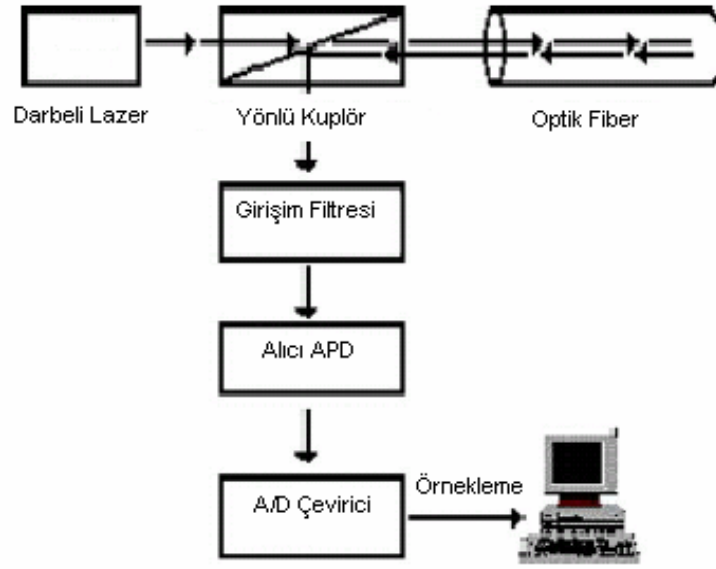 Darbeli Lazer
Yönlü Kuplör
Optik Fiber
Girişim Filtresi
Alıcı APD
A/D Çevirici
Örnekleme